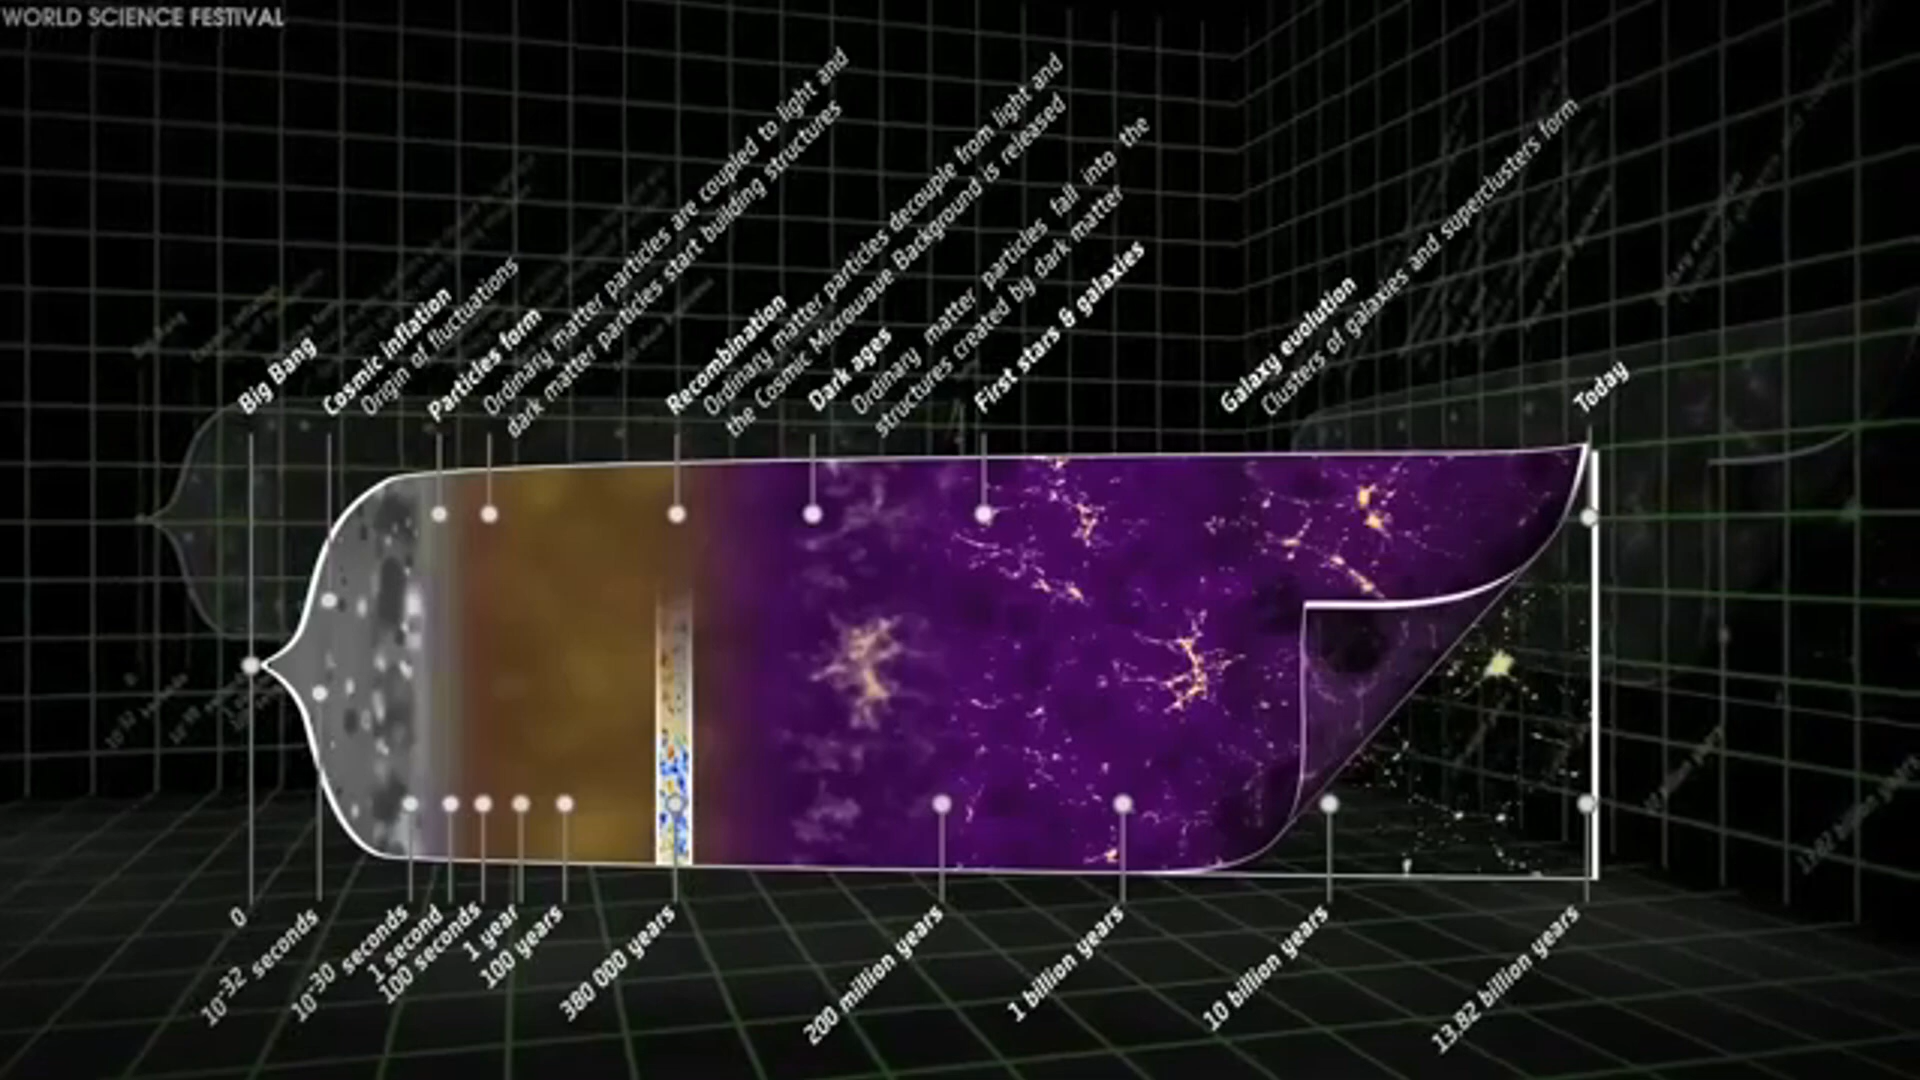 WORLD SCIENCE FESTIVAL
Big Bang
Cosmic inflation
Origin of fluctuations
Particles form
Ordinary matter particles are coupled to light and
dark matter particles start building structures
Recombination
Ordinary matter particles decouple from light and
the Cosmic Microwave Background is released
Dark ages
Ordinary matter particles fall into the
structures created by dark matter
First stars & galaxies
Galaxy evolution
Clusters of galaxies and superclusters form
Today
0
10-32 seconds
10-30 seconds
1 second
100 seconds
1 year
100 years
380 000 years
200 million years
1 billion years
10 billion years
13,82 billion years